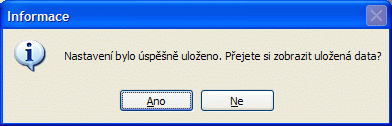 Informace
Nastavení bylo úspěšně uloženo. Přejete si zobrazit uložená data?
Ano
Ne